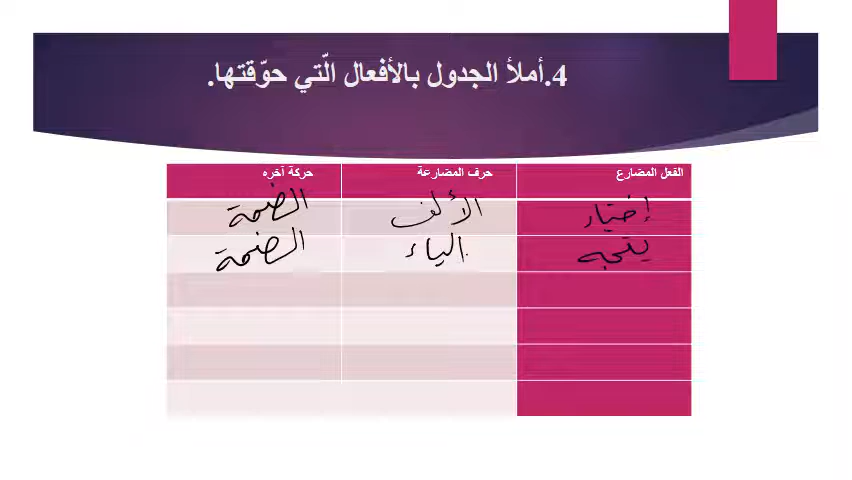 4.أملأ الجدول بالأفعال الّتي حوّقتها.
الفعل المضارع حرف المضارعة حركة آخره
إختيار الألف الضمة
يتجه الياء الضمة